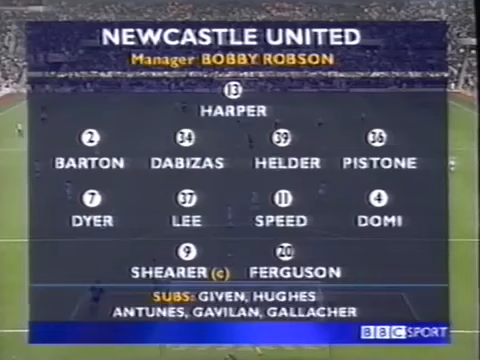 NEWCASTLE UNITED
Manager BOBBY ROBSON
13
HARPER
2 34 39 36
BARTON DABIZAS HELDER PISTONE
7 37 11 4
DYER LEE SPEED DOMI
9 20
SHEARER (c) FERGUSON
SUBS: GIVEN, HUGHES
ANTUNES, GAVILAN, GALLACHER
BBC SPORT